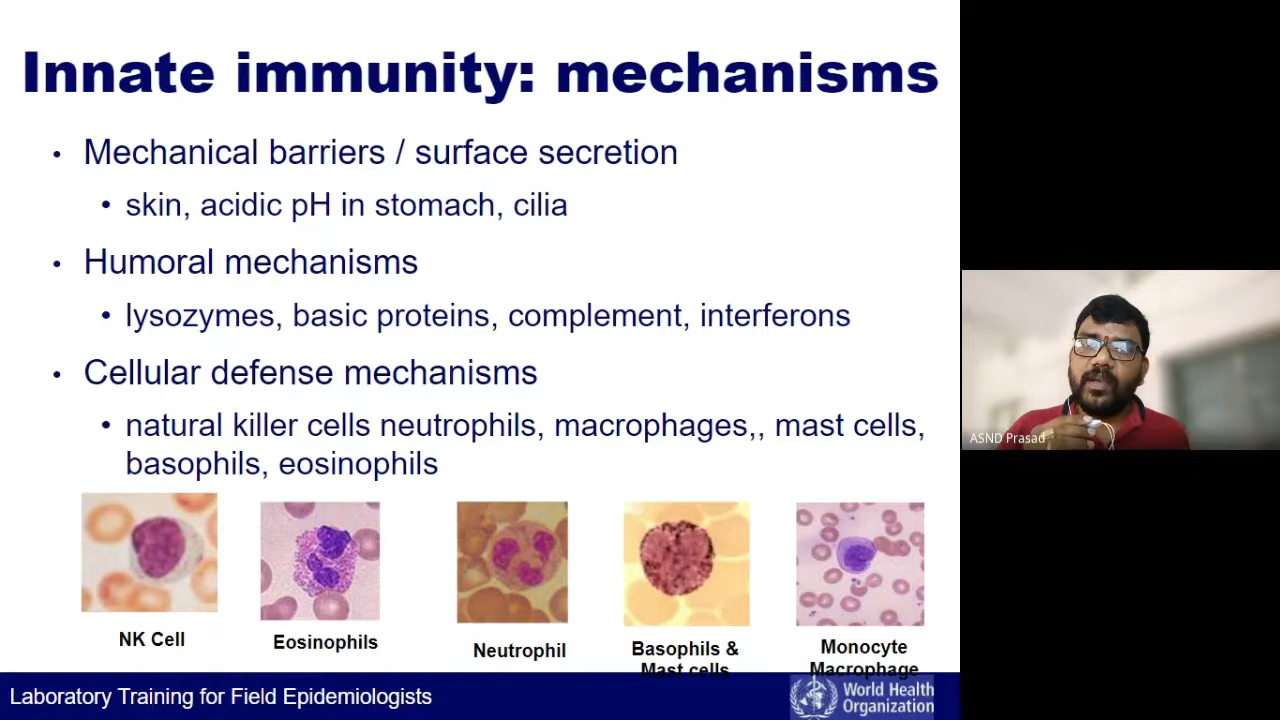 Innate immunity: mechanisms
• Mechanical barriers / surface secretion
• skin, acidic pH in stomach, cilia
• Humoral mechanisms
• lysozymes, basic proteins, complement, interferons
• Cellular defense mechanisms
• natural killer cells neutrophils, macrophages,, mast cells,
basophils, eosinophils
NK Cell
Eosinophils
Neutrophil
Basophils &
Mast cells
Monocyte
Macrophage
Laboratory Training for Field Epidemiologists
World Health
Organization
ASND Prasad